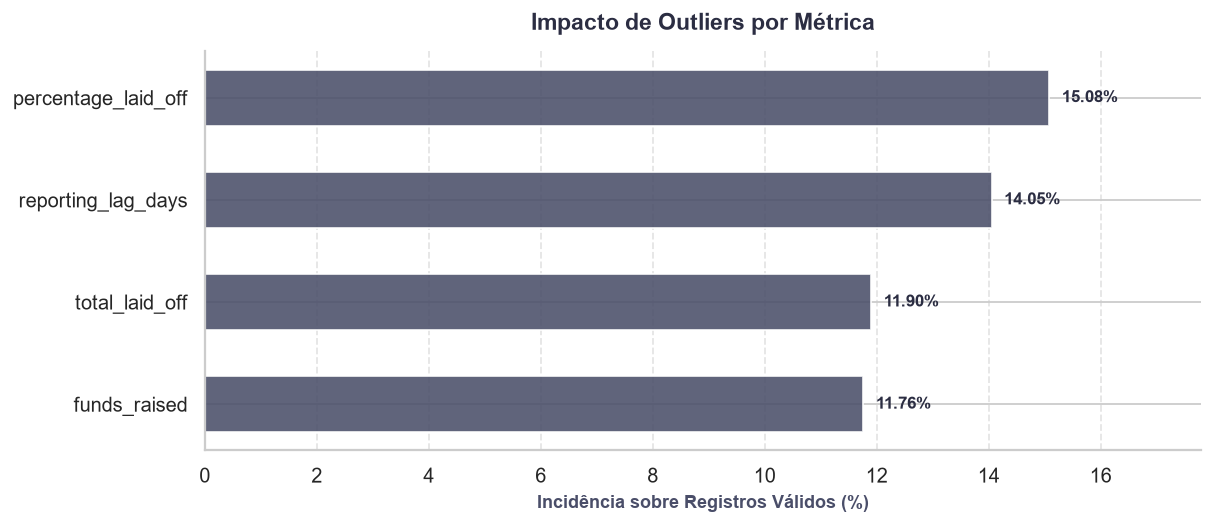 Impacto de Outliers por Métrica
percentage_laid_off
15.08%
reporting_lag_days
14.05%
total_laid_off
11.90%
funds_raised
11.76%
0 2 4 6 8 10 12 14 16
Incidência sobre Registros Válidos (%)